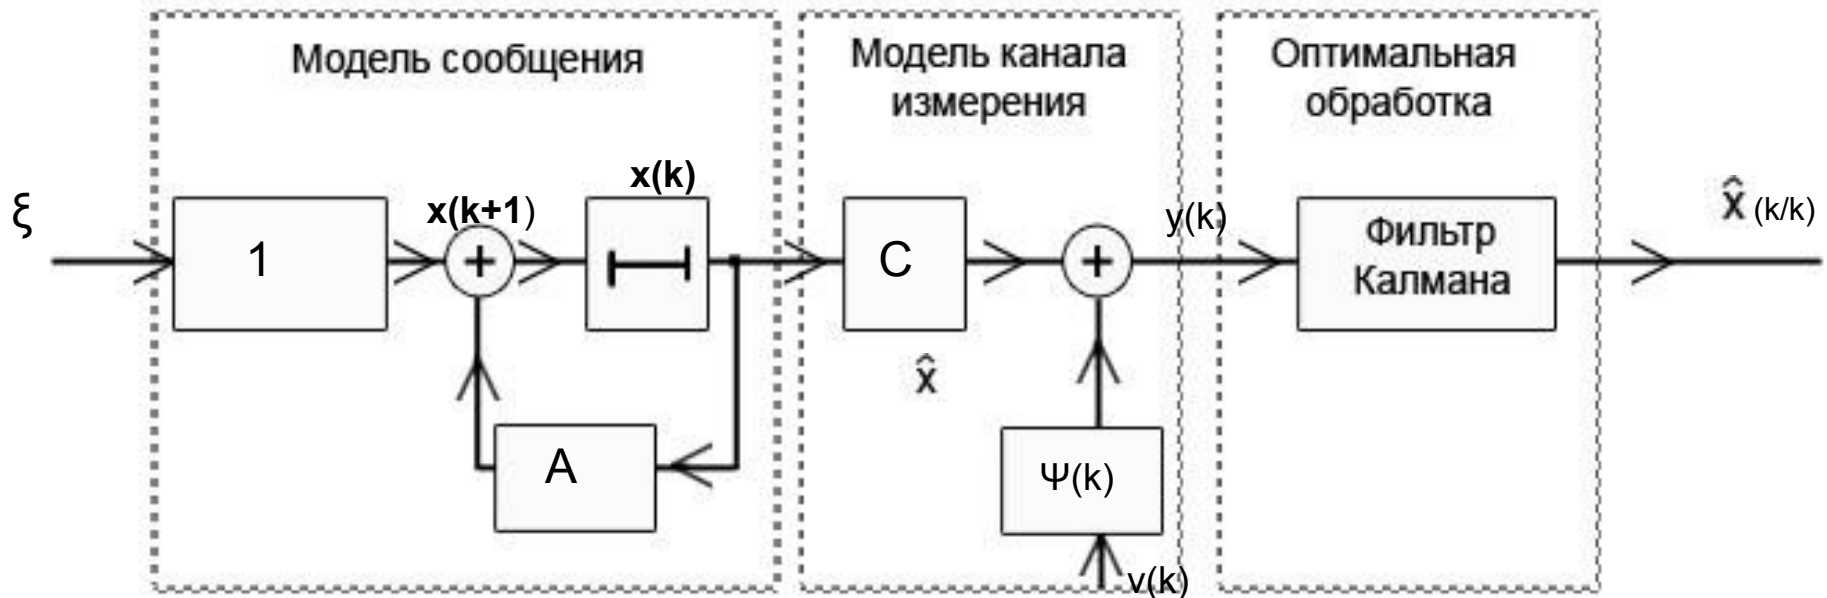 Модель сообщения
Модель канала
измерения
Оптимальная
обработка
ξ
1
x(k+1)
+
x(k)
A
C
x̂
+
Ψ(k)
v(k)
y(k)
Фильтр
Калмана
x̂ (k/k)